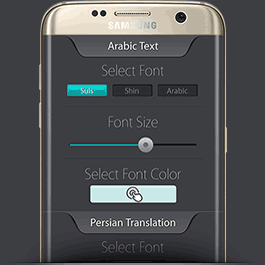 SAMSUNG
Arabic Text
Select Font
Suls Shin Arabic
Font Size
Select Font Color
Persian Translation
Select Font